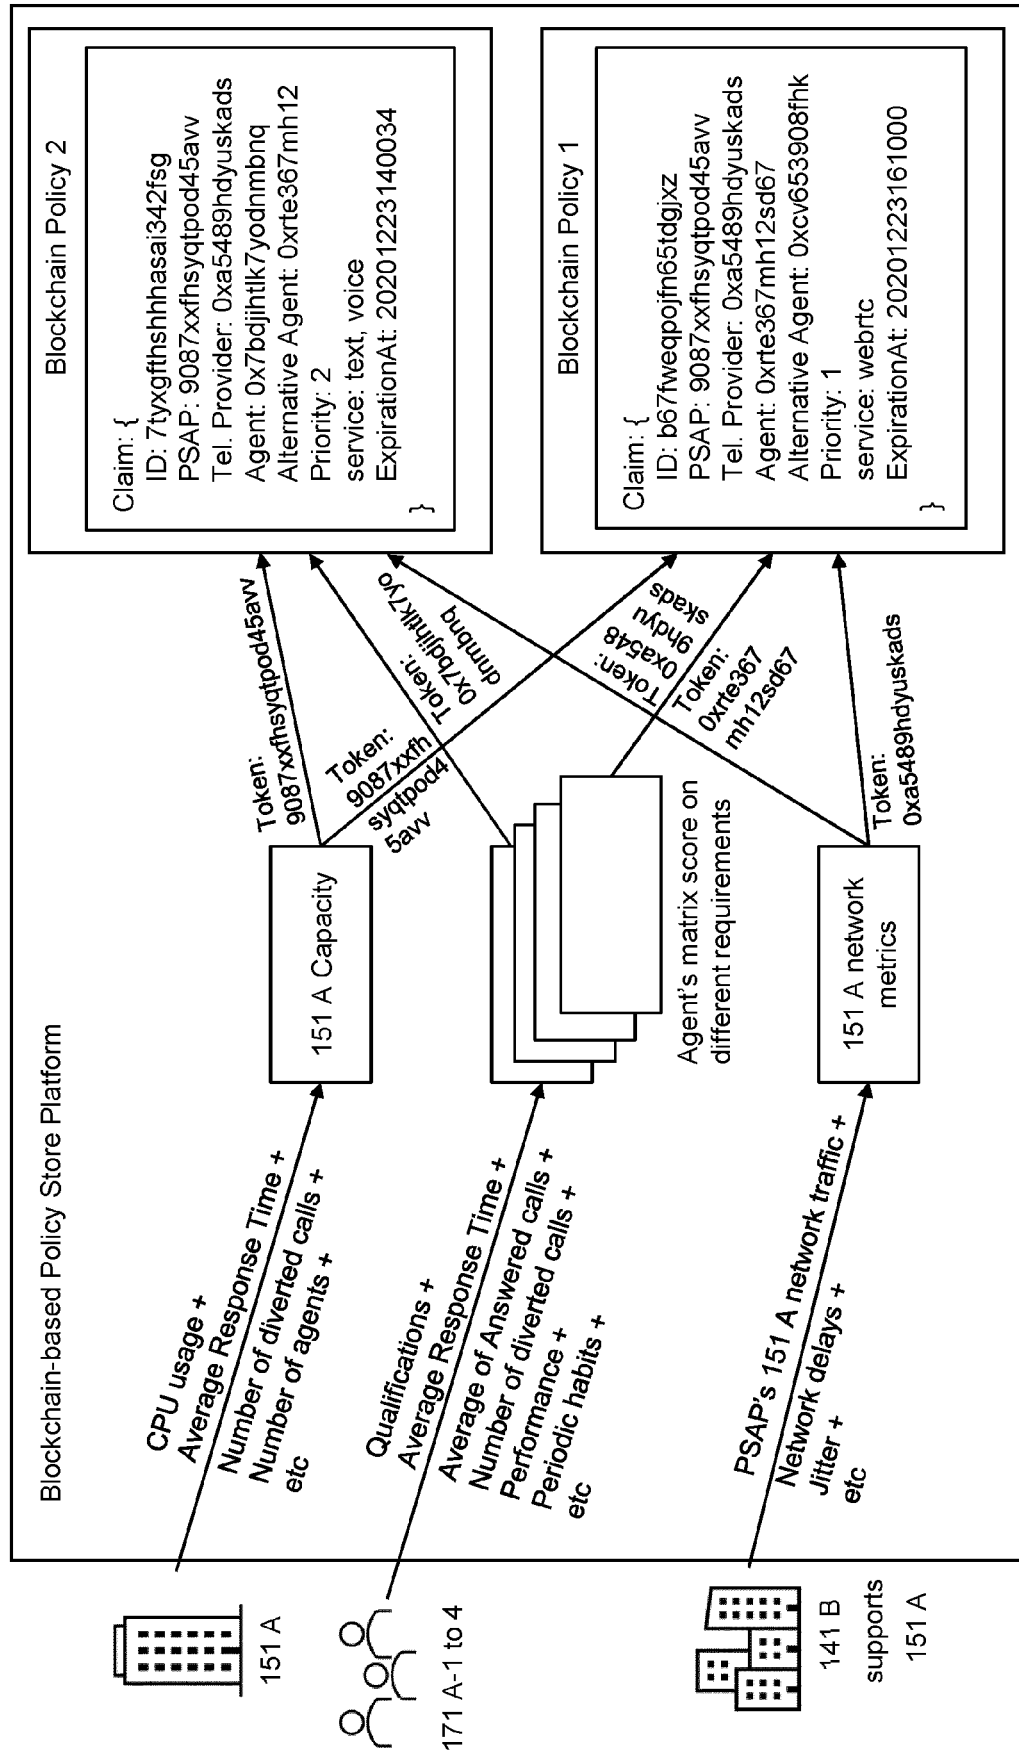 Blockchain-based Policy Store Platform
151 A
171 A-1 to 4
141 B
supports
151 A
CPU usage +
Average Response Time +
Number of diverted calls +
Number of agents +
etc
Qualifications +
Average Response Time +
Average of Answered calls +
Number of diverted calls +
Performance +
Periodic habits +
etc
PSAP's 151 A network traffic +
Network delays +
Jitter +
etc
151 A Capacity
Agent's matrix score on
different requirements
151 A network
metrics
Token:
9087xxfhsyqtpod45avv
Token:
9087xxfh
syqtpod4
5avv
Token:
0x7bdjihtlk7yo
dnmbnq
Token:
0xa548
9hdyu
skads
Token:
0xrte367
mh12sd67
Token:
0xa5489hdyuskads
Blockchain Policy 2
Claim: {
ID: 7tyxgfthshhhasai342fsg
PSAP: 9087xxfhsyqtpod45avv
Tel. Provider: 0xa5489hdyuskads
Agent: 0x7bdjihtlk7yodnmbnq
Alternative Agent: 0xrte367mh12
Priority: 2
service: text, voice
ExpirationAt: 20201223140034
}
Blockchain Policy 1
Claim: {
ID: b67fweqpojfn65tdgjxz
PSAP: 9087xxfhsyqtpod45avv
Tel. Provider: 0xa5489hdyuskads
Agent: 0xrte367mh12sd67
Alternative Agent: 0xcv653908fhk
Priority: 1
service: webrtc
ExpirationAt: 20201223161000
}